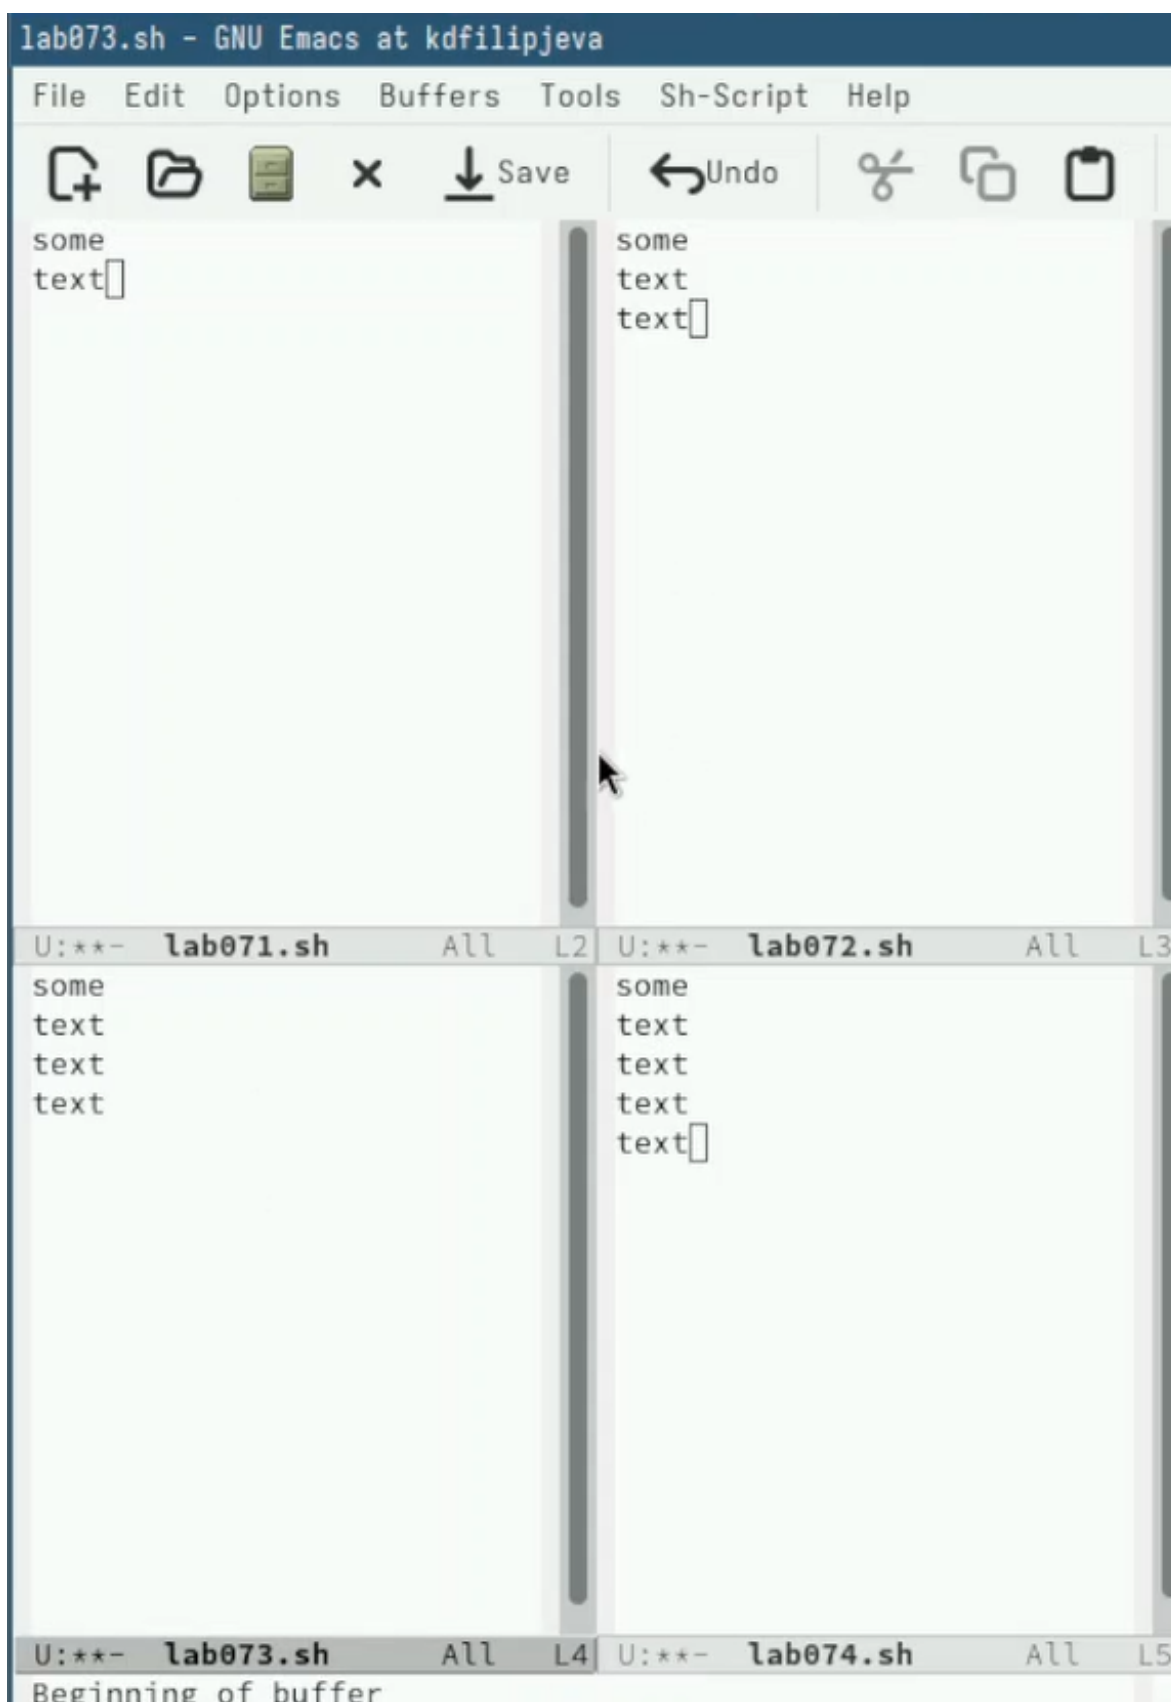 lab073.sh - GNU Emacs at kdfilipjeva
File Edit Options Buffers Tools Sh-Script Help
Save Undo
some
text
U:**- lab071.sh All L2
some
text
text
U:**- lab072.sh All L3
some
text
text
text
U:**- lab073.sh All L4
some
text
text
text
text
U:**- lab074.sh All L5
Beginning of buffer